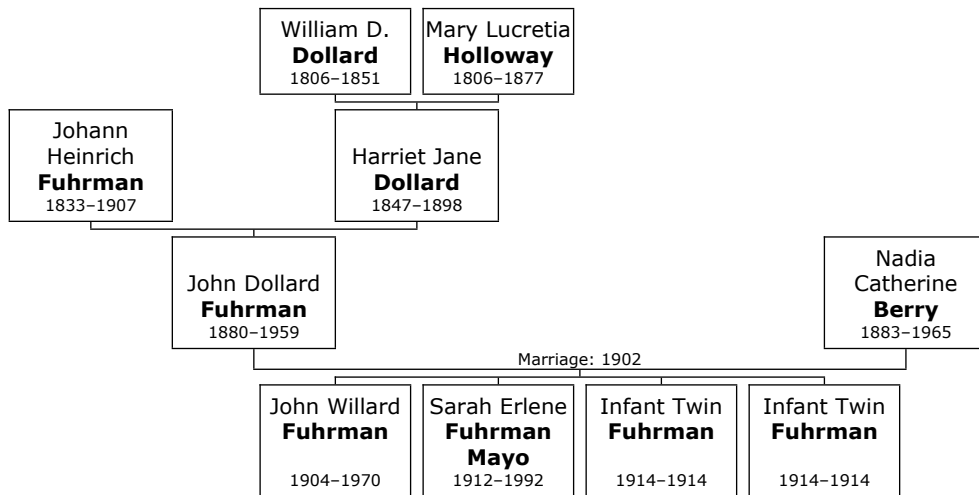 William D.
Dollard
1806–1851
Mary Lucretia
Holloway
1806–1877
Johann
Heinrich
Fuhrman
1833–1907
Harriet Jane
Dollard
1847–1898
John Dollard
Fuhrman
1880–1959
Nadia
Catherine
Berry
1883–1965
Marriage: 1902
John Willard
Fuhrman
1904–1970
Sarah Erlene
Fuhrman
Mayo
1912–1992
Infant Twin
Fuhrman
1914–1914
Infant Twin
Fuhrman
1914–1914